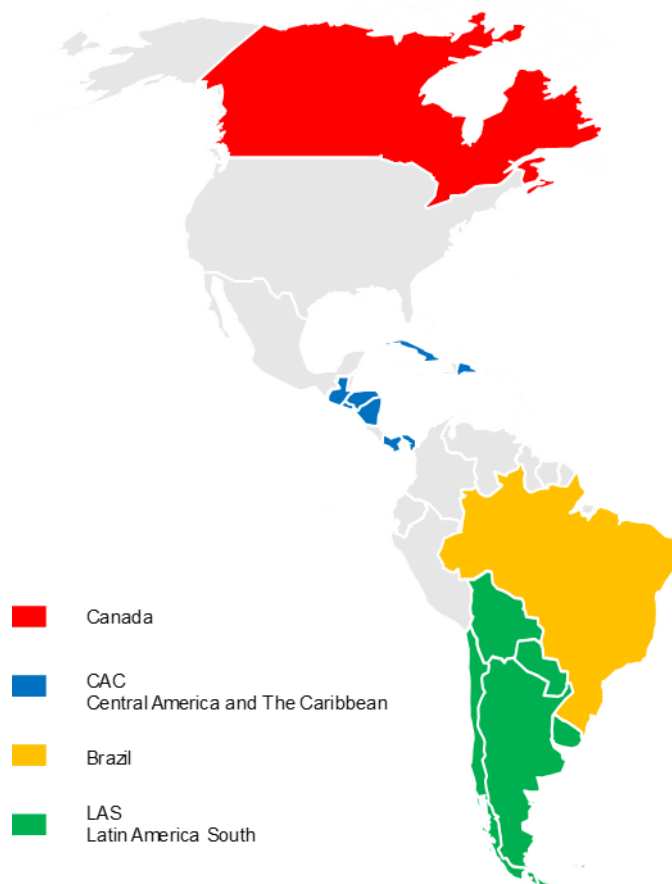 Canada
CAC
Central America and The Caribbean
Brazil
LAS
Latin America South